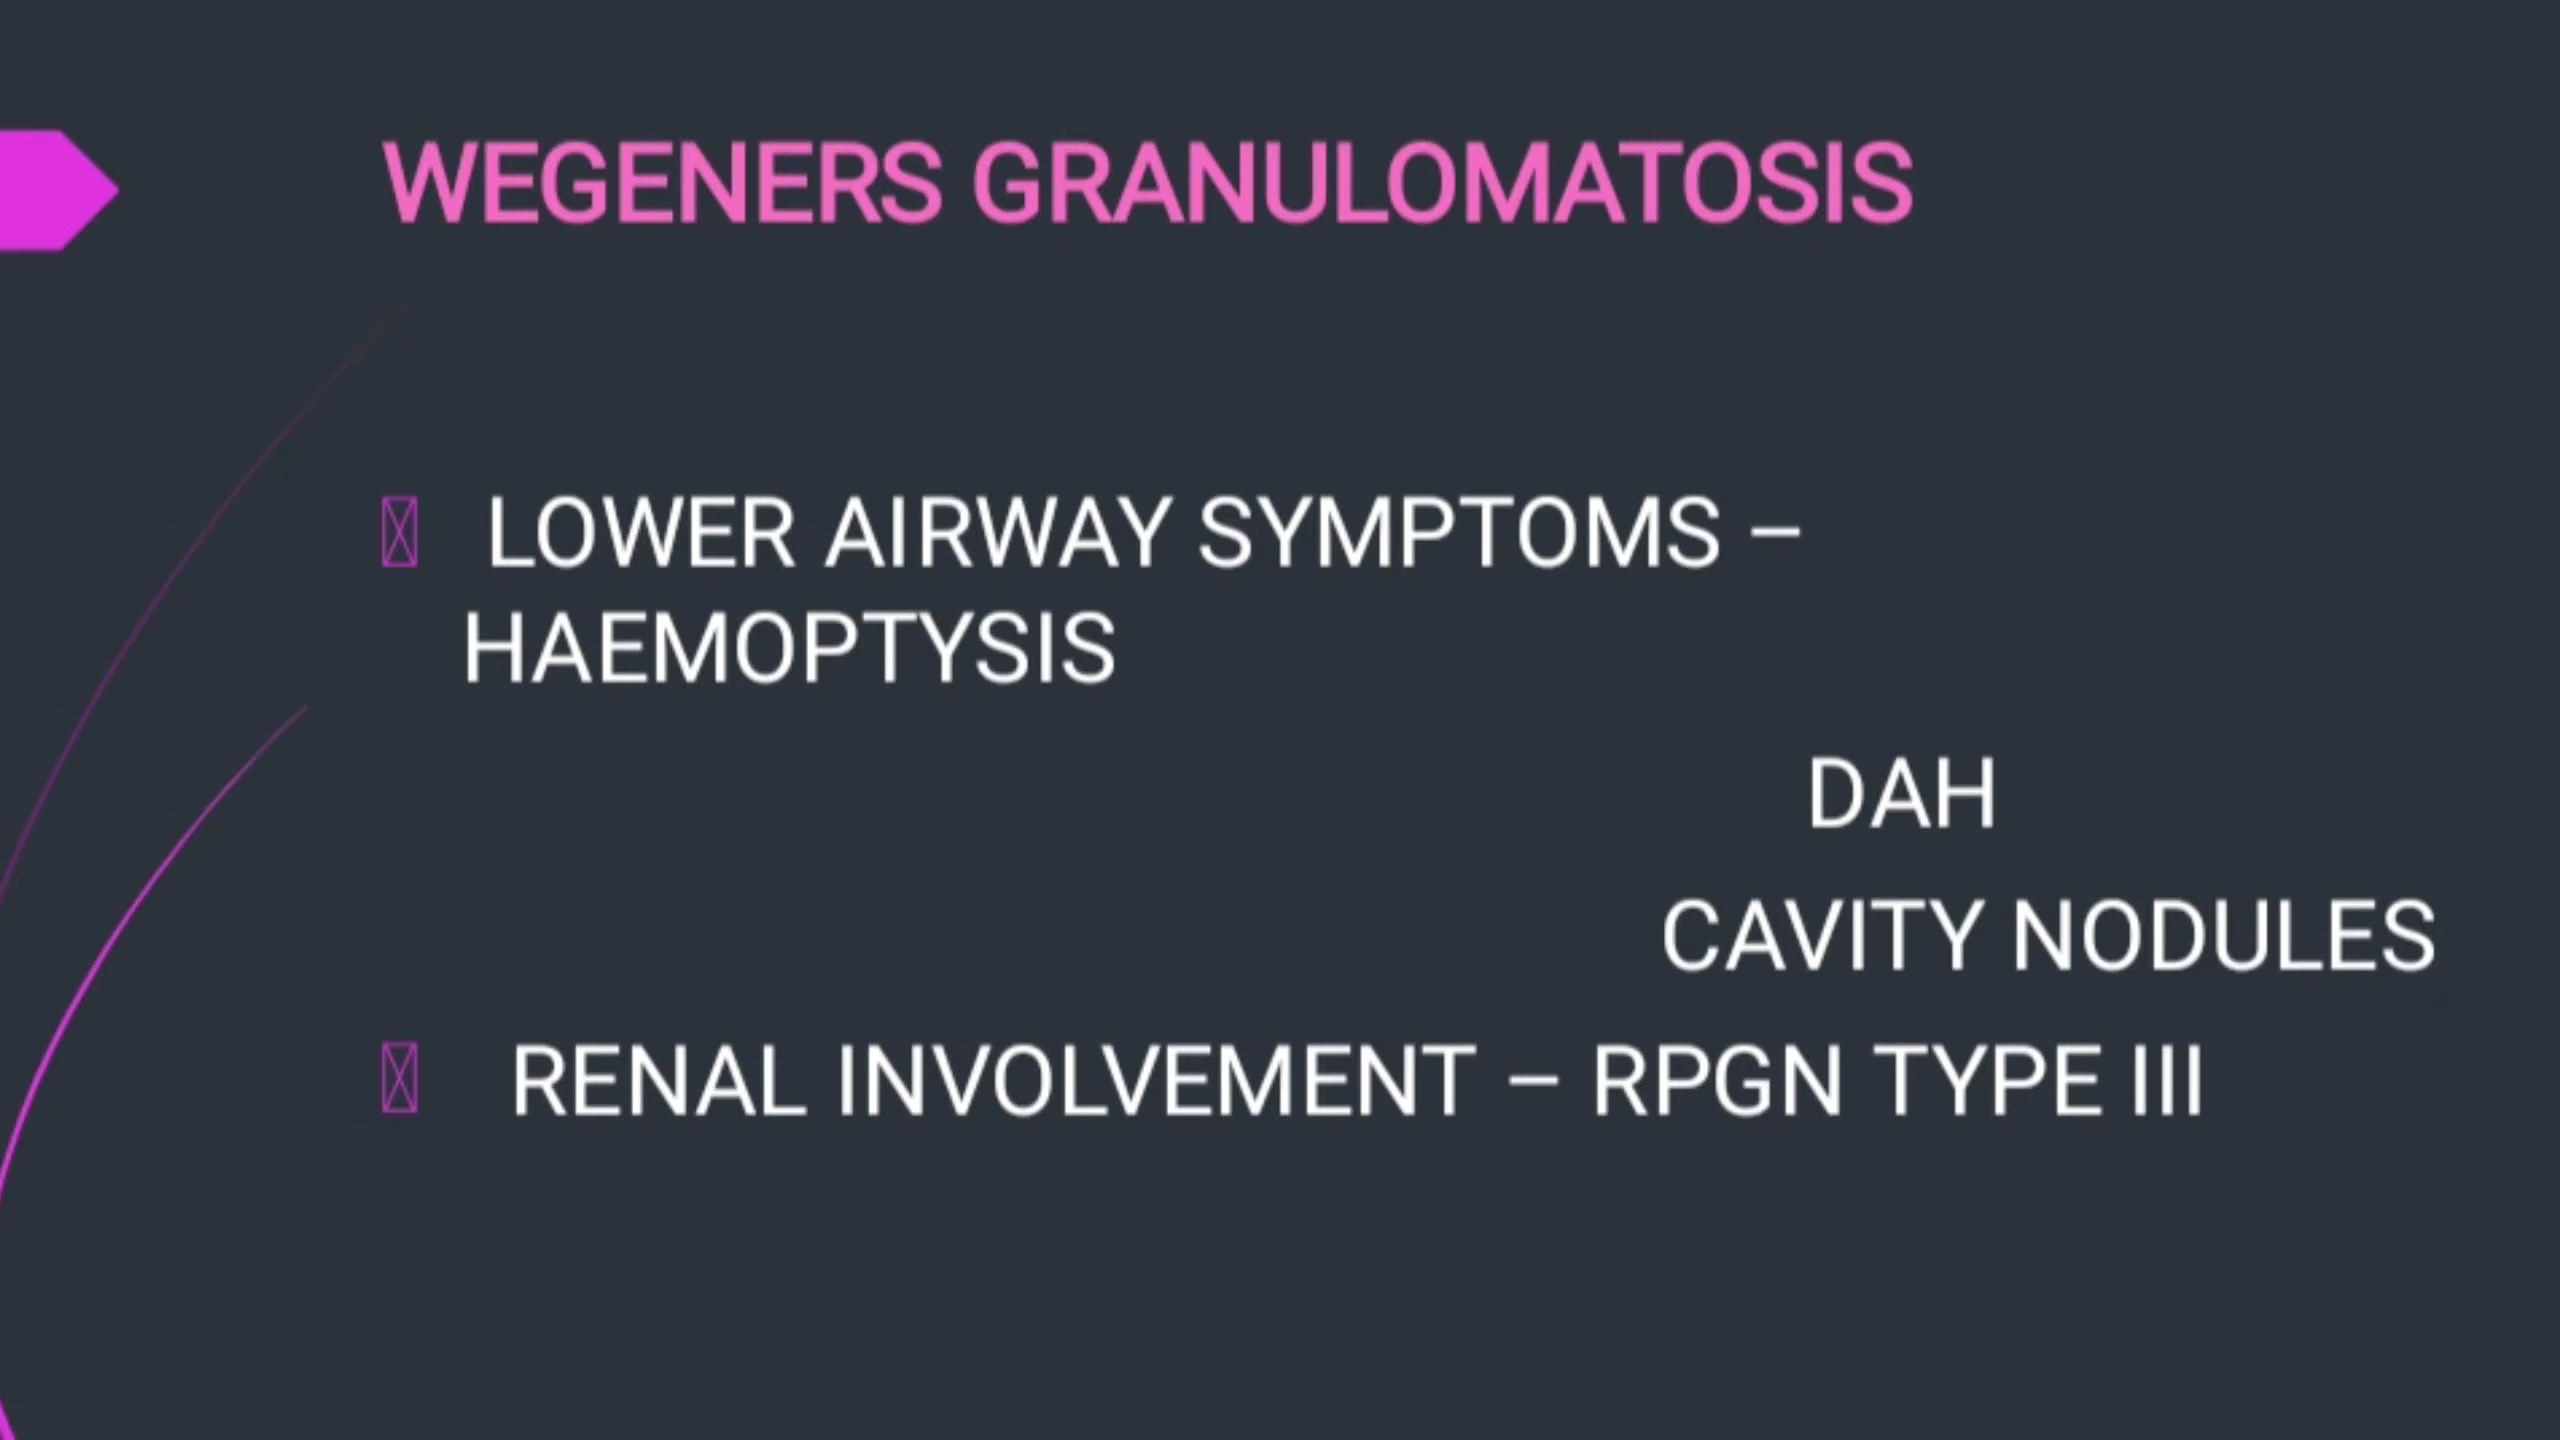 WEGENERS GRANULOMATOSIS
LOWER AIRWAY SYMPTOMS –
HAEMOPTYSIS
DAH
CAVITY NODULES
RENAL INVOLVEMENT – RPGN TYPE III